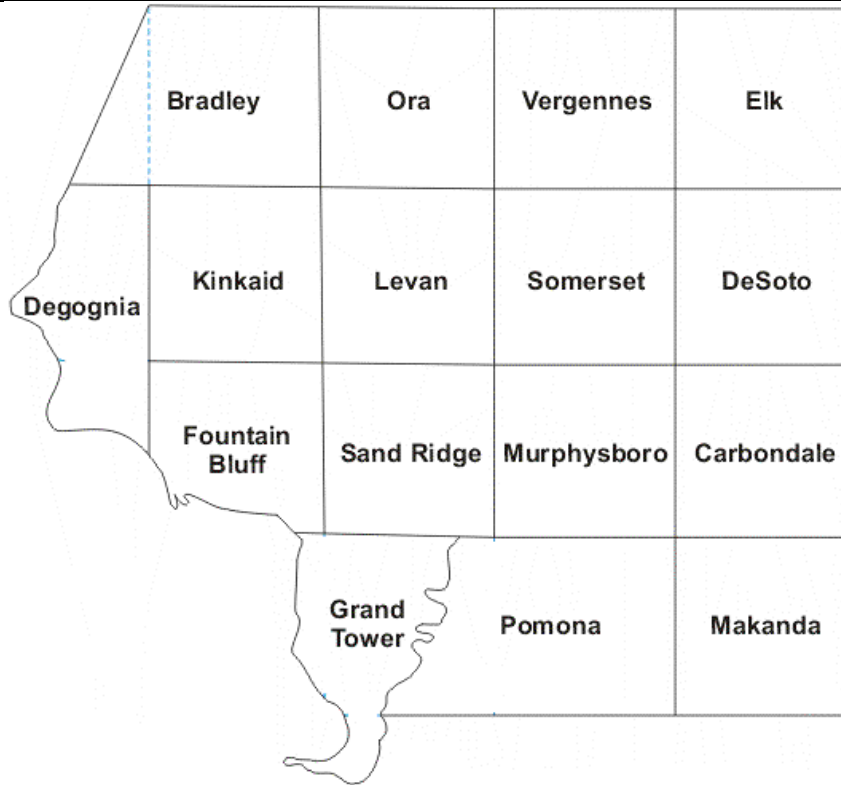 Bradley
Ora
Vergennes
Elk
Kinkaid
Levan
Somerset
DeSoto
Degognia
Fountain
Bluff
Sand Ridge
Murphysboro
Carbondale
Grand
Tower
Pomona
Makanda